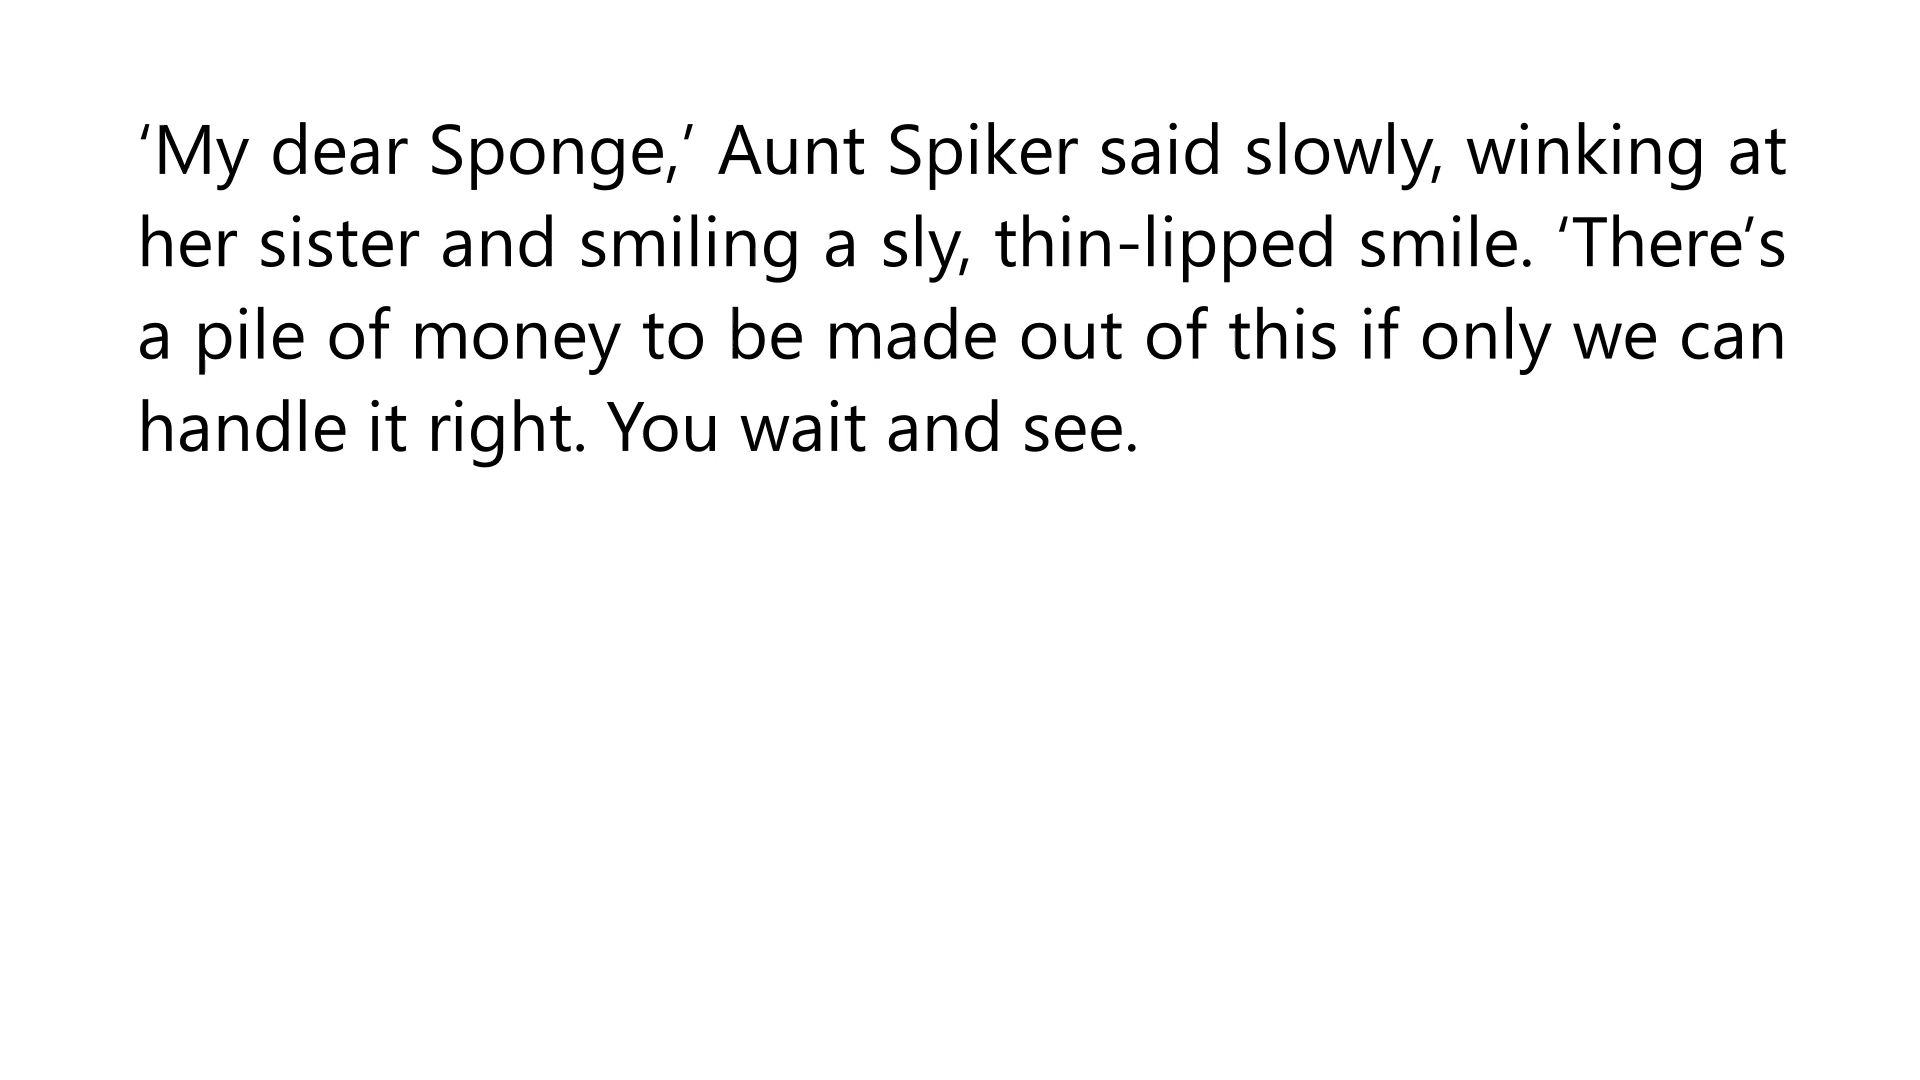 ‘My dear Sponge,’ Aunt Spiker said slowly, winking at
her sister and smiling a sly, thin-lipped smile. ‘There’s
a pile of money to be made out of this if only we can
handle it right. You wait and see.